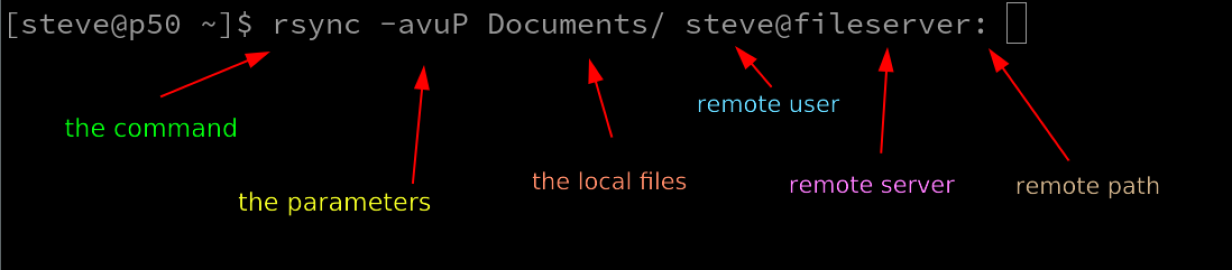 [steve@p50 ~]$ rsync -avuP Documents/ steve@fileserver:
remote user
the command
the local files
remote server
remote path
the parameters